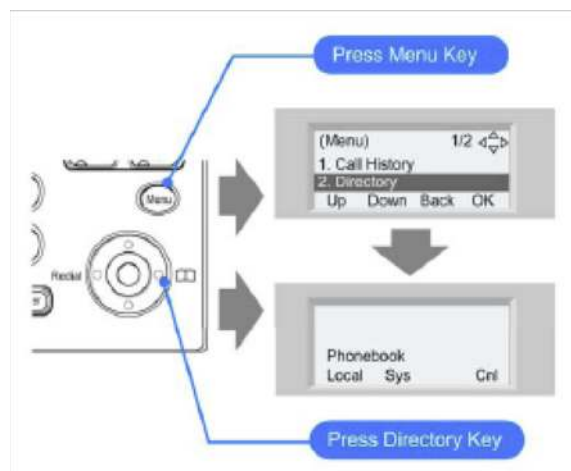 Press Menu Key
(Menu) 1/2
1. Call History
2. Directory
Up Down Back OK
Menu
Redial
Phonebook
Local Sys Cnl
Press Directory Key